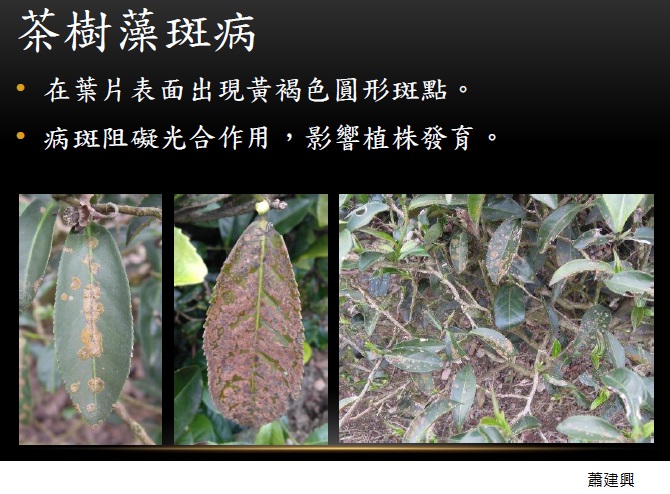 茶樹藻斑病
• 在葉片表面出現黃褐色圓形斑點。
• 病斑阻礙光合作用，影響植株發育。
蕭建興